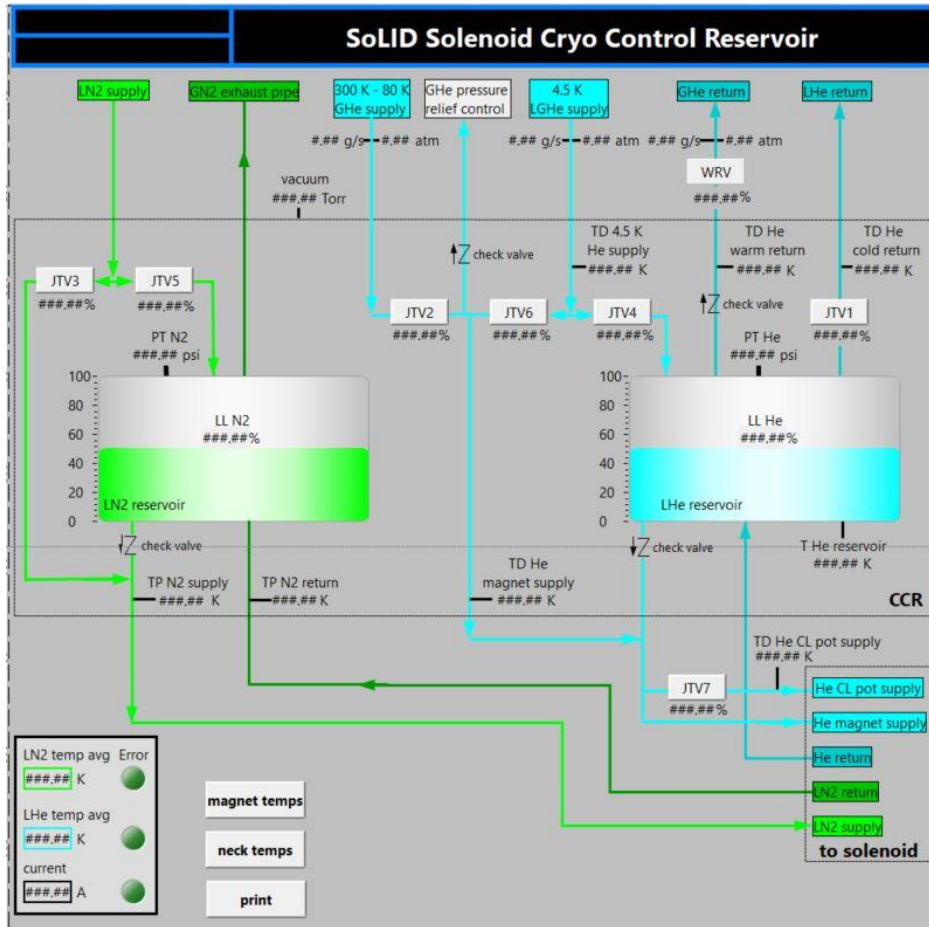 SoLID Solenoid Cryo Control Reservoir
LN2 supply
GN2 exhaust pipe
300 K - 80 K
GHe supply
GHe pressure
relief control
4.5 K
LGHe supply
GHe return
LHe return
#.## g/s
#.## atm
#.## g/s
#.## atm
#.## g/s
#.## atm
WRV
###.##%
vacuum
###.## Torr
TD 4.5 K
He supply
###.## K
TD He
warm return
###.## K
TD He
cold return
###.## K
check valve
check valve
JTV3
###.##%
JTV5
###.##%
JTV2
###.##%
JTV6
###.##%
JTV4
###.##%
JTV1
###.##%
PT N2
###.## psi
PT He
###.## psi
100
80
60
40
20
0
LL N2
###.##%
LN2 reservoir
100
80
60
40
20
0
LL He
###.##%
LHe reservoir
check valve
check valve
T He reservoir
###.## K
TP N2 supply
###.## K
TP N2 return
###.## K
TD He
magnet supply
###.## K
CCR
TD He CL pot supply
###.## K
JTV7
###.##%
He CL pot supply
He magnet supply
He return
LN2 return
LN2 supply
to solenoid
LN2 temp avg
Error
###.## K
LHe temp avg
###.## K
current
###.## A
magnet temps
neck temps
print